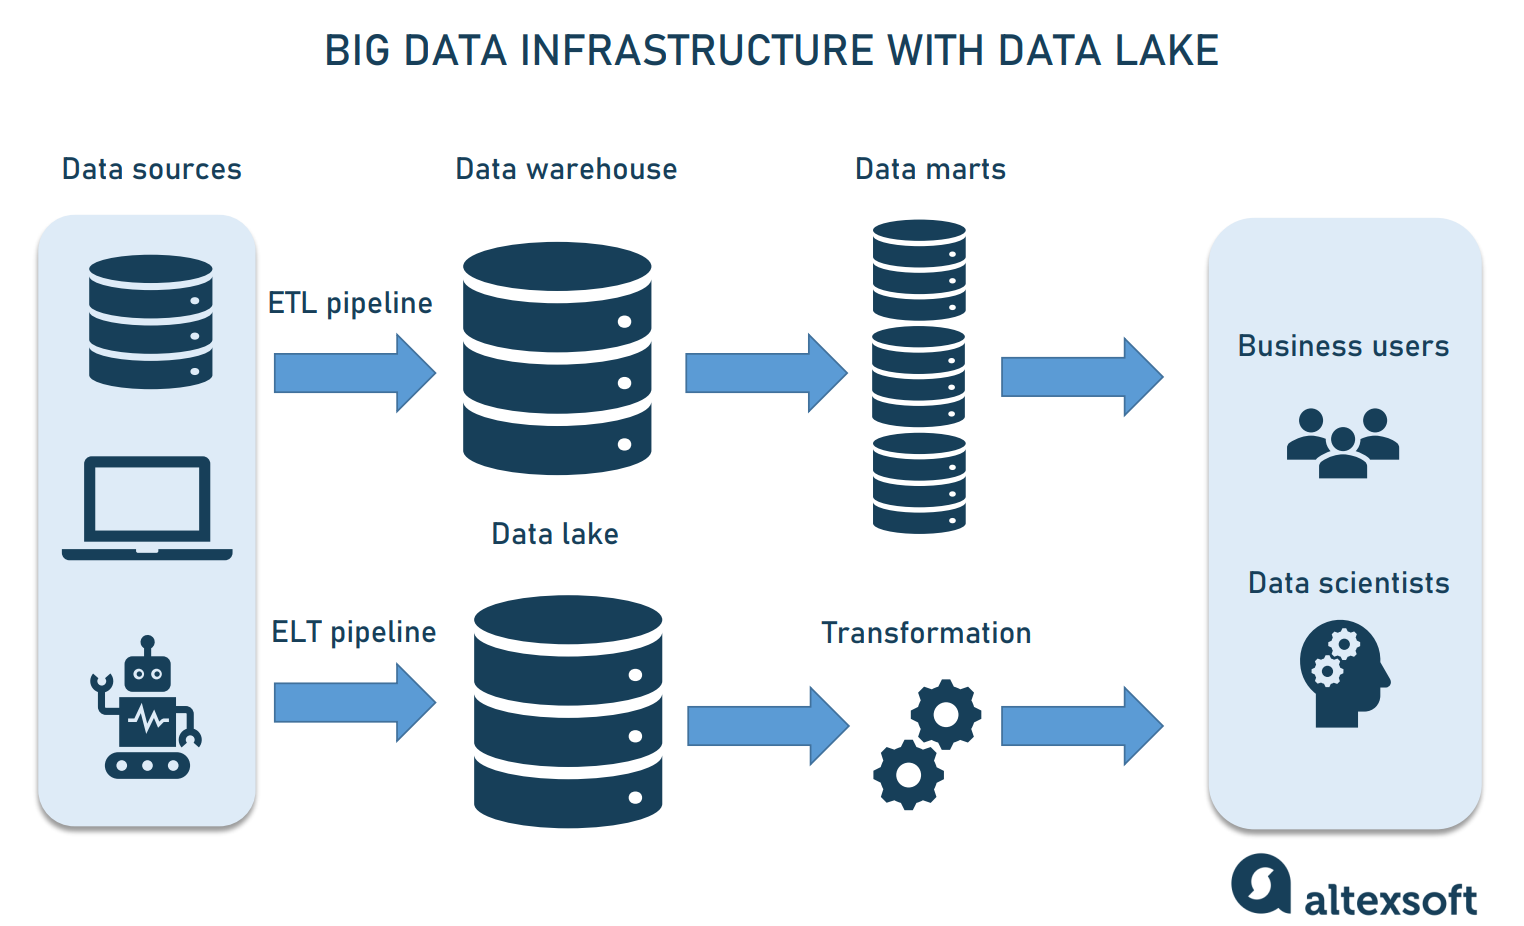 BIG DATA INFRASTRUCTURE WITH DATA LAKE
Data sources
Data warehouse
Data marts
ETL pipeline
Business users
Data lake
Data scientists
ELT pipeline
Transformation
altexsoft